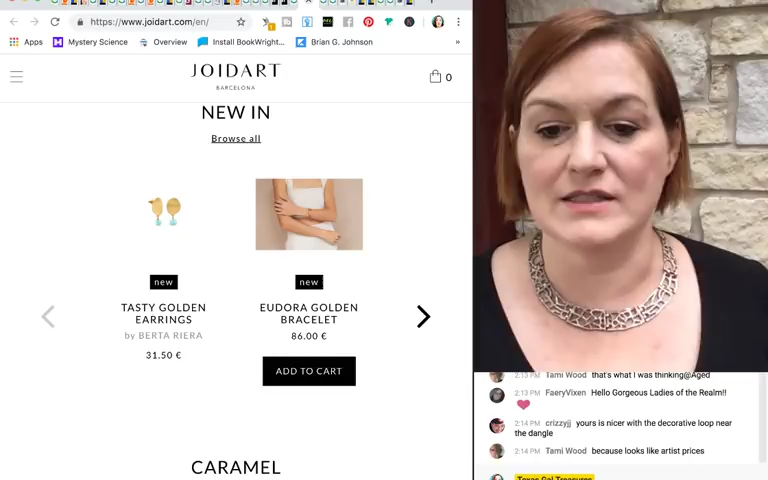 https://www.joidart.com/en/
Apps
Mystery Science
Overview
Install BookWright...
Brian G. Johnson
»
JOIDART
BARCELONA
0
NEW IN
Browse all
new
new
TASTY GOLDEN
EARRINGS
by BERTA RIERA
31.50 €
EUDORA GOLDEN
BRACELET
86.00 €
ADD TO CART
CARAMEL
2:13 PM Tami Wood that's what I was thinking@Aged
2:13 PM FaeryVixen Hello Gorgeous Ladies of the Realm!!
2:14 PM crizzyjj yours is nicer with the decorative loop near
the dangle
2:14 PM Tami Wood because looks like artist prices
Texas Gal Treasures